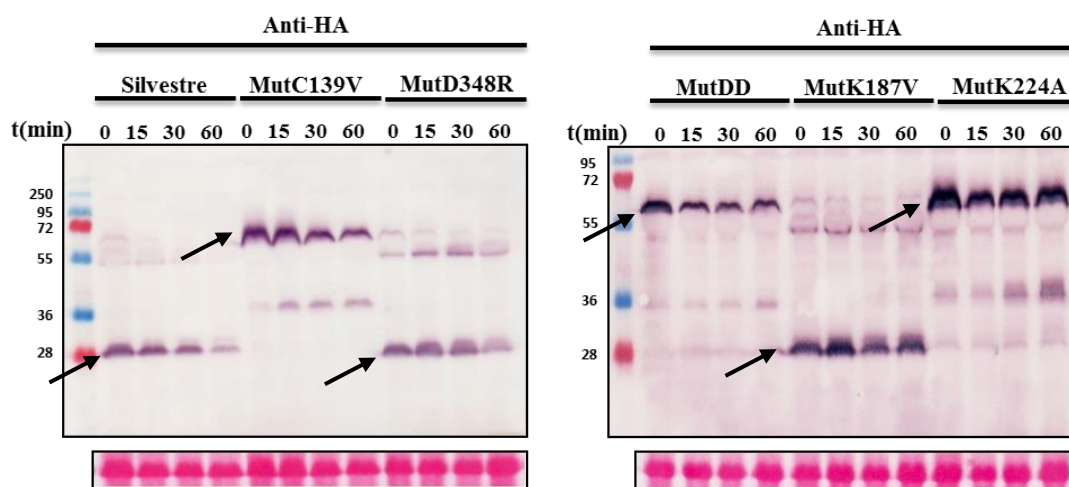 Anti-HA
Silvestre MutC139V MutD348R
t(min) 0 15 30 60 0 15 30 60 0 15 30 60
250
95
72
55
36
28
Anti-HA
MutDD MutK187V MutK224A
t(min) 0 15 30 60 0 15 30 60 0 15 30 60
95
72
55
36
28